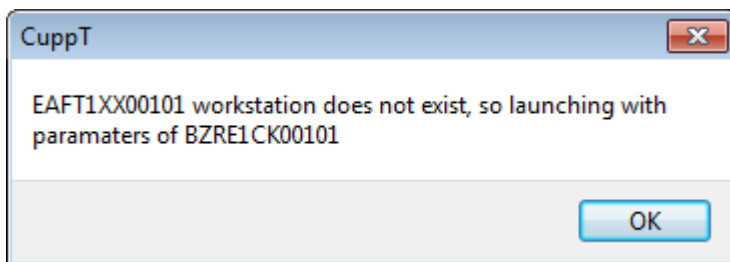 CuppT
EAFT1XX00101 workstation does not exist, so launching with
paramaters of BZRE1CK00101
OK